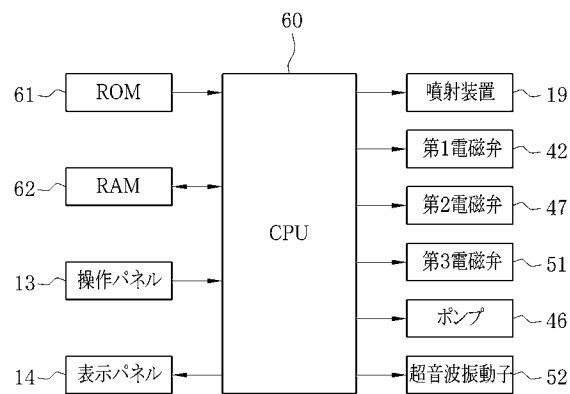 60
61
ROM
62
RAM
13
操作パネル
14
表示パネル
CPU
噴射装置
19
第1電磁弁
42
第2電磁弁
47
第3電磁弁
51
ポンプ
46
超音波振動子
52